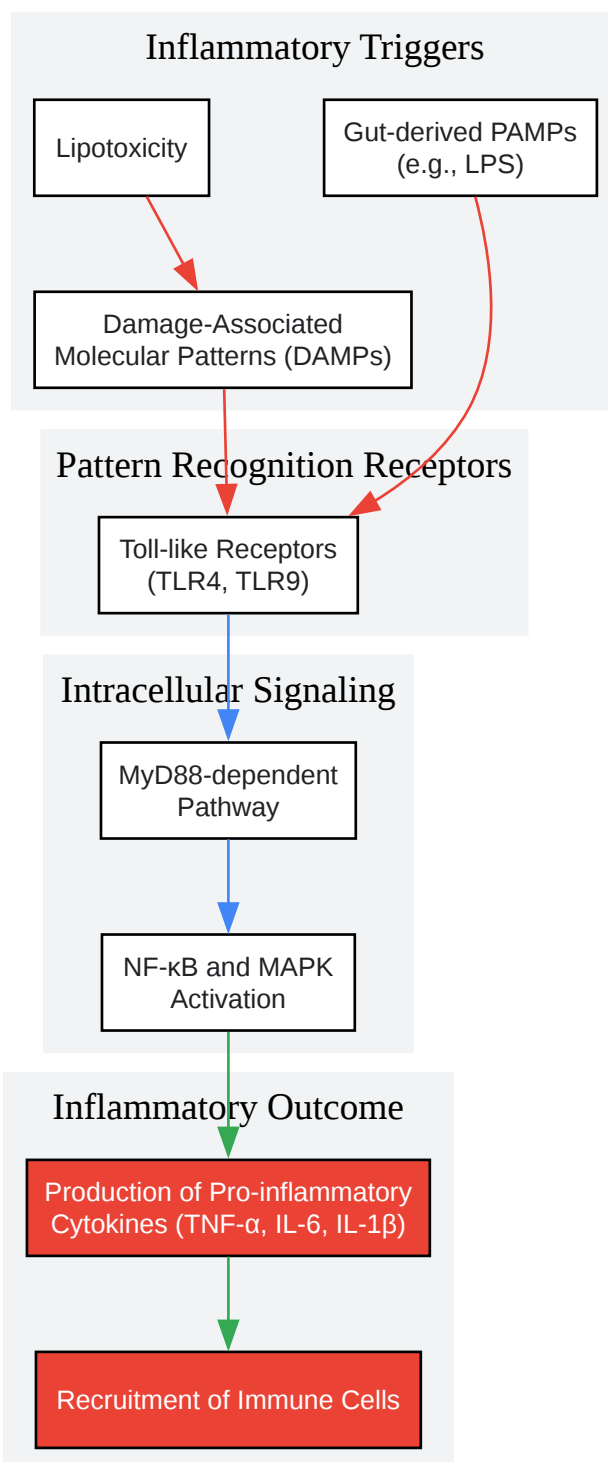 Inflammatory Triggers
Lipotoxicity
Gut-derived PAMPs
(e.g., LPS)
Damage-Associated
Molecular Patterns (DAMPs)
Pattern Recognition Receptors
Toll-like Receptors
(TLR4, TLR9)
Intracellular Signaling
MyD88-dependent
Pathway
NF-κB and MAPK
Activation
Inflammatory Outcome
Production of Pro-inflammatory
Cytokines (TNF-α, IL-6, IL-1β)
Recruitment of Immune Cells